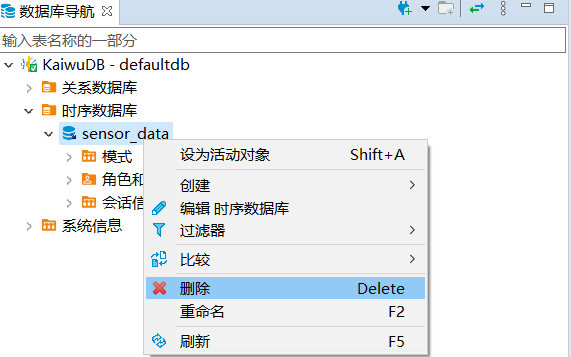 数据库导航
输入表名称的一部分
KaiwuDB - defaultdb
关系数据库
时序数据库
sensor_data
模式
角色和
会话信
系统信息
设为活动对象 Shift+A
创建
编辑 时序数据库
过滤器
比较
删除 Delete
重命名 F2
刷新 F5